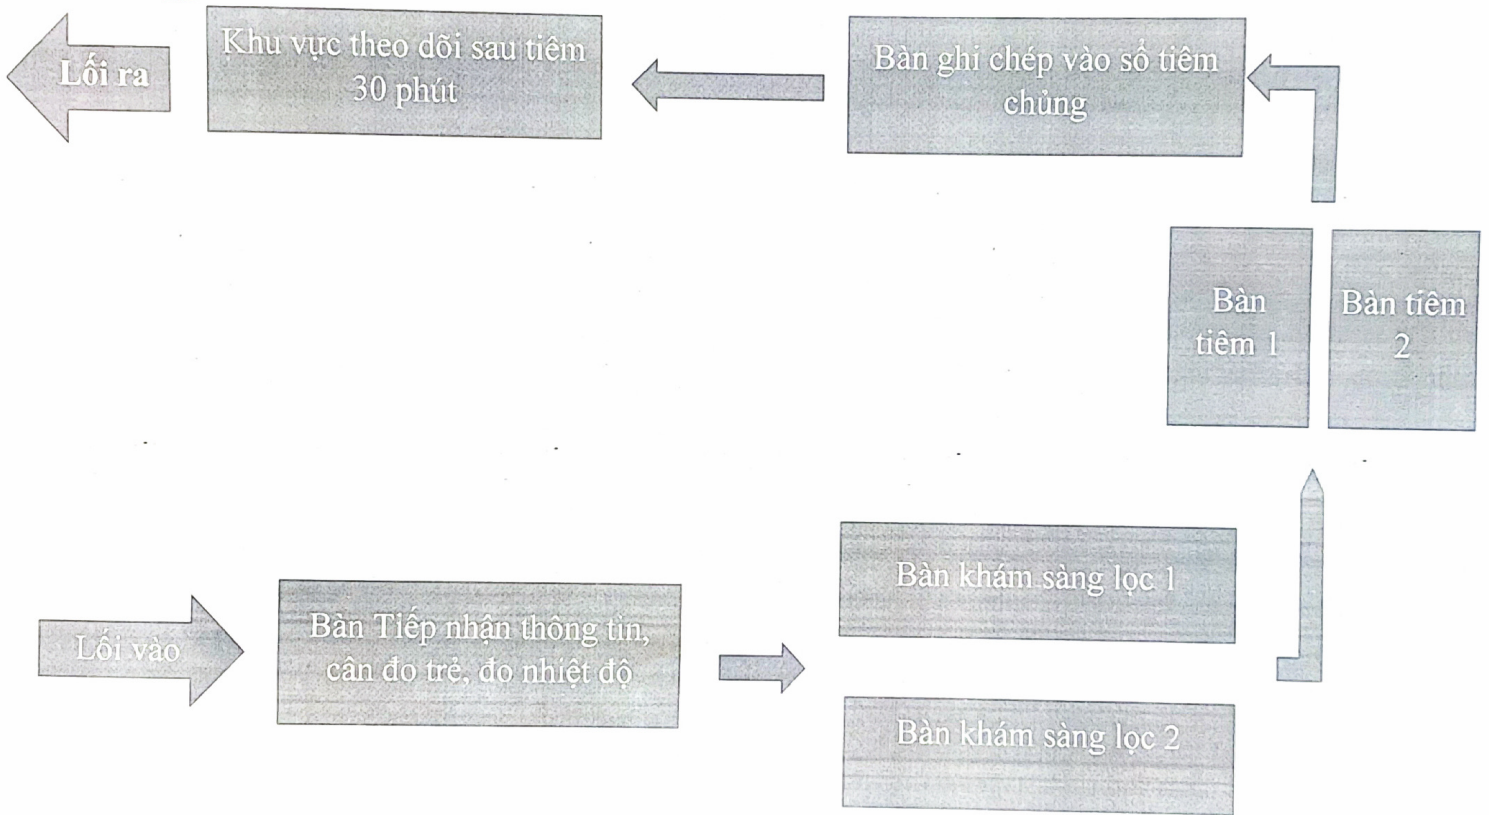 Lối ra
Khu vực theo dõi sau tiêm
30 phút
Bàn ghi chép vào sổ tiêm
chủng
Bàn
tiêm 1
Bàn tiêm
2
Bàn khám sàng lọc 1
Lối vào
Bàn Tiếp nhận thông tin,
cân đo trẻ, đo nhiệt độ
Bàn khám sàng lọc 2